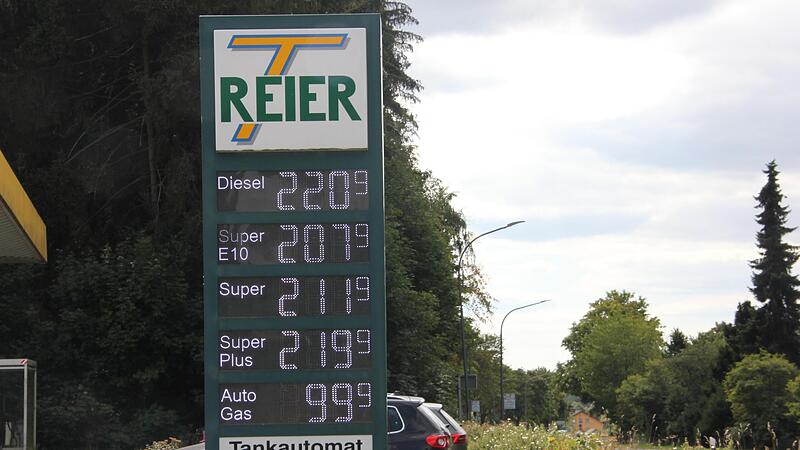 T
REIER
Diesel 220⁹
Super
E10 207⁹
Super 211⁹
Super
Plus 219⁹
Auto
Gas 99⁹
Tankautomat